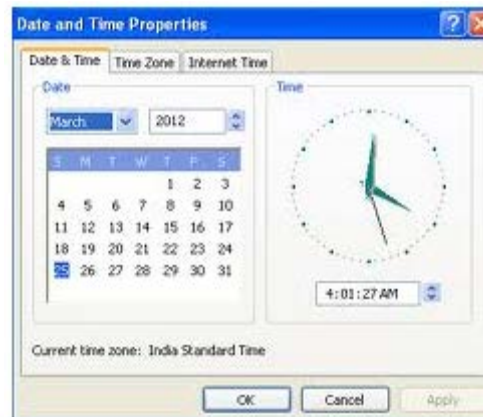 Date and Time Properties
Date & Time Time Zone Internet Time
Date
Time
March 2012
S M T W T F S
1 2 3
4 5 6 7 8 9 10
11 12 13 14 15 16 17
18 19 20 21 22 23 24
25 26 27 28 29 30 31
4:01:27 AM
Current time zone: India Standard Time
OK Cancel Apply